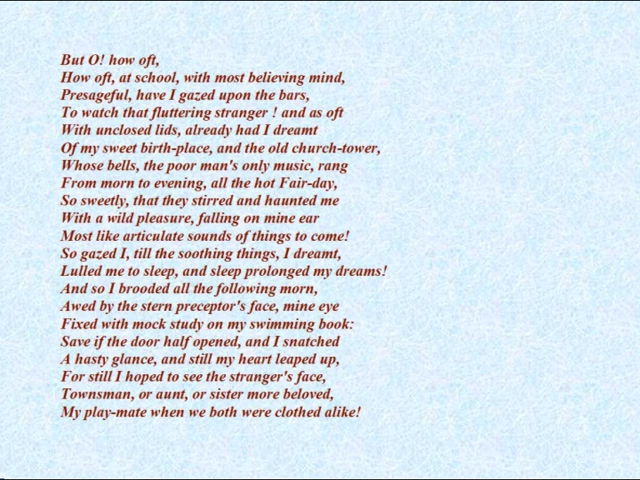 But O! how oft,
How oft, at school, with most believing mind,
Presageful, have I gazed upon the bars,
To watch that fluttering stranger ! and as oft
With unclosed lids, already had I dreamt
Of my sweet birth-place, and the old church-tower,
Whose bells, the poor man's only music, rang
From morn to evening, all the hot Fair-day,
So sweetly, that they stirred and haunted me
With a wild pleasure, falling on mine ear
Most like articulate sounds of things to come!
So gazed I, till the soothing things, I dreamt,
Lulled me to sleep, and sleep prolonged my dreams!
And so I brooded all the following morn,
Awed by the stern preceptor's face, mine eye
Fixed with mock study on my swimming book:
Save if the door half opened, and I snatched
A hasty glance, and still my heart leaped up,
For still I hoped to see the stranger's face,
Townsman, or aunt, or sister more beloved,
My play-mate when we both were clothed alike!